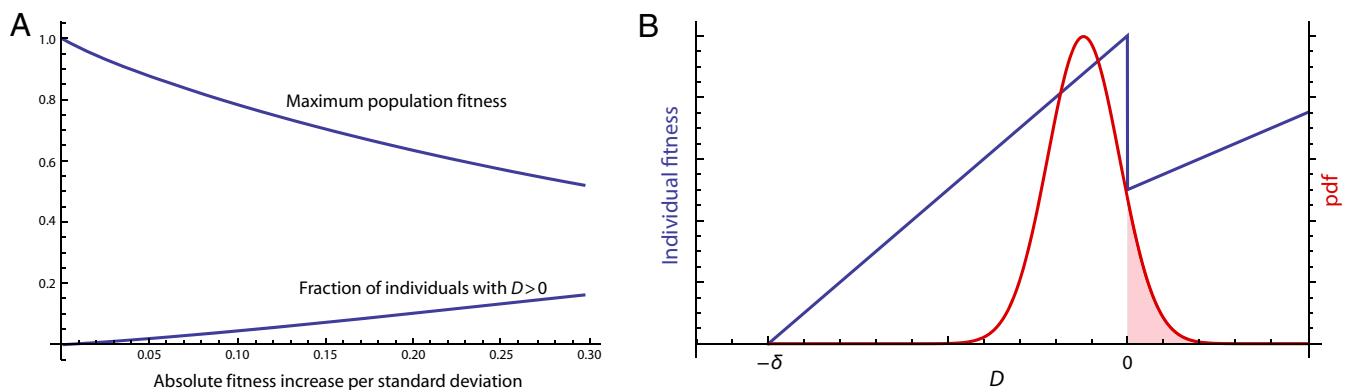 A
1.0
0.8
0.6
0.4
0.2
Maximum population fitness
Fraction of individuals with D>0
0.05 0.10 0.15 0.20 0.25 0.30
Absolute fitness increase per standard deviation
B
Individual fitness
pdf
−δ 0
D